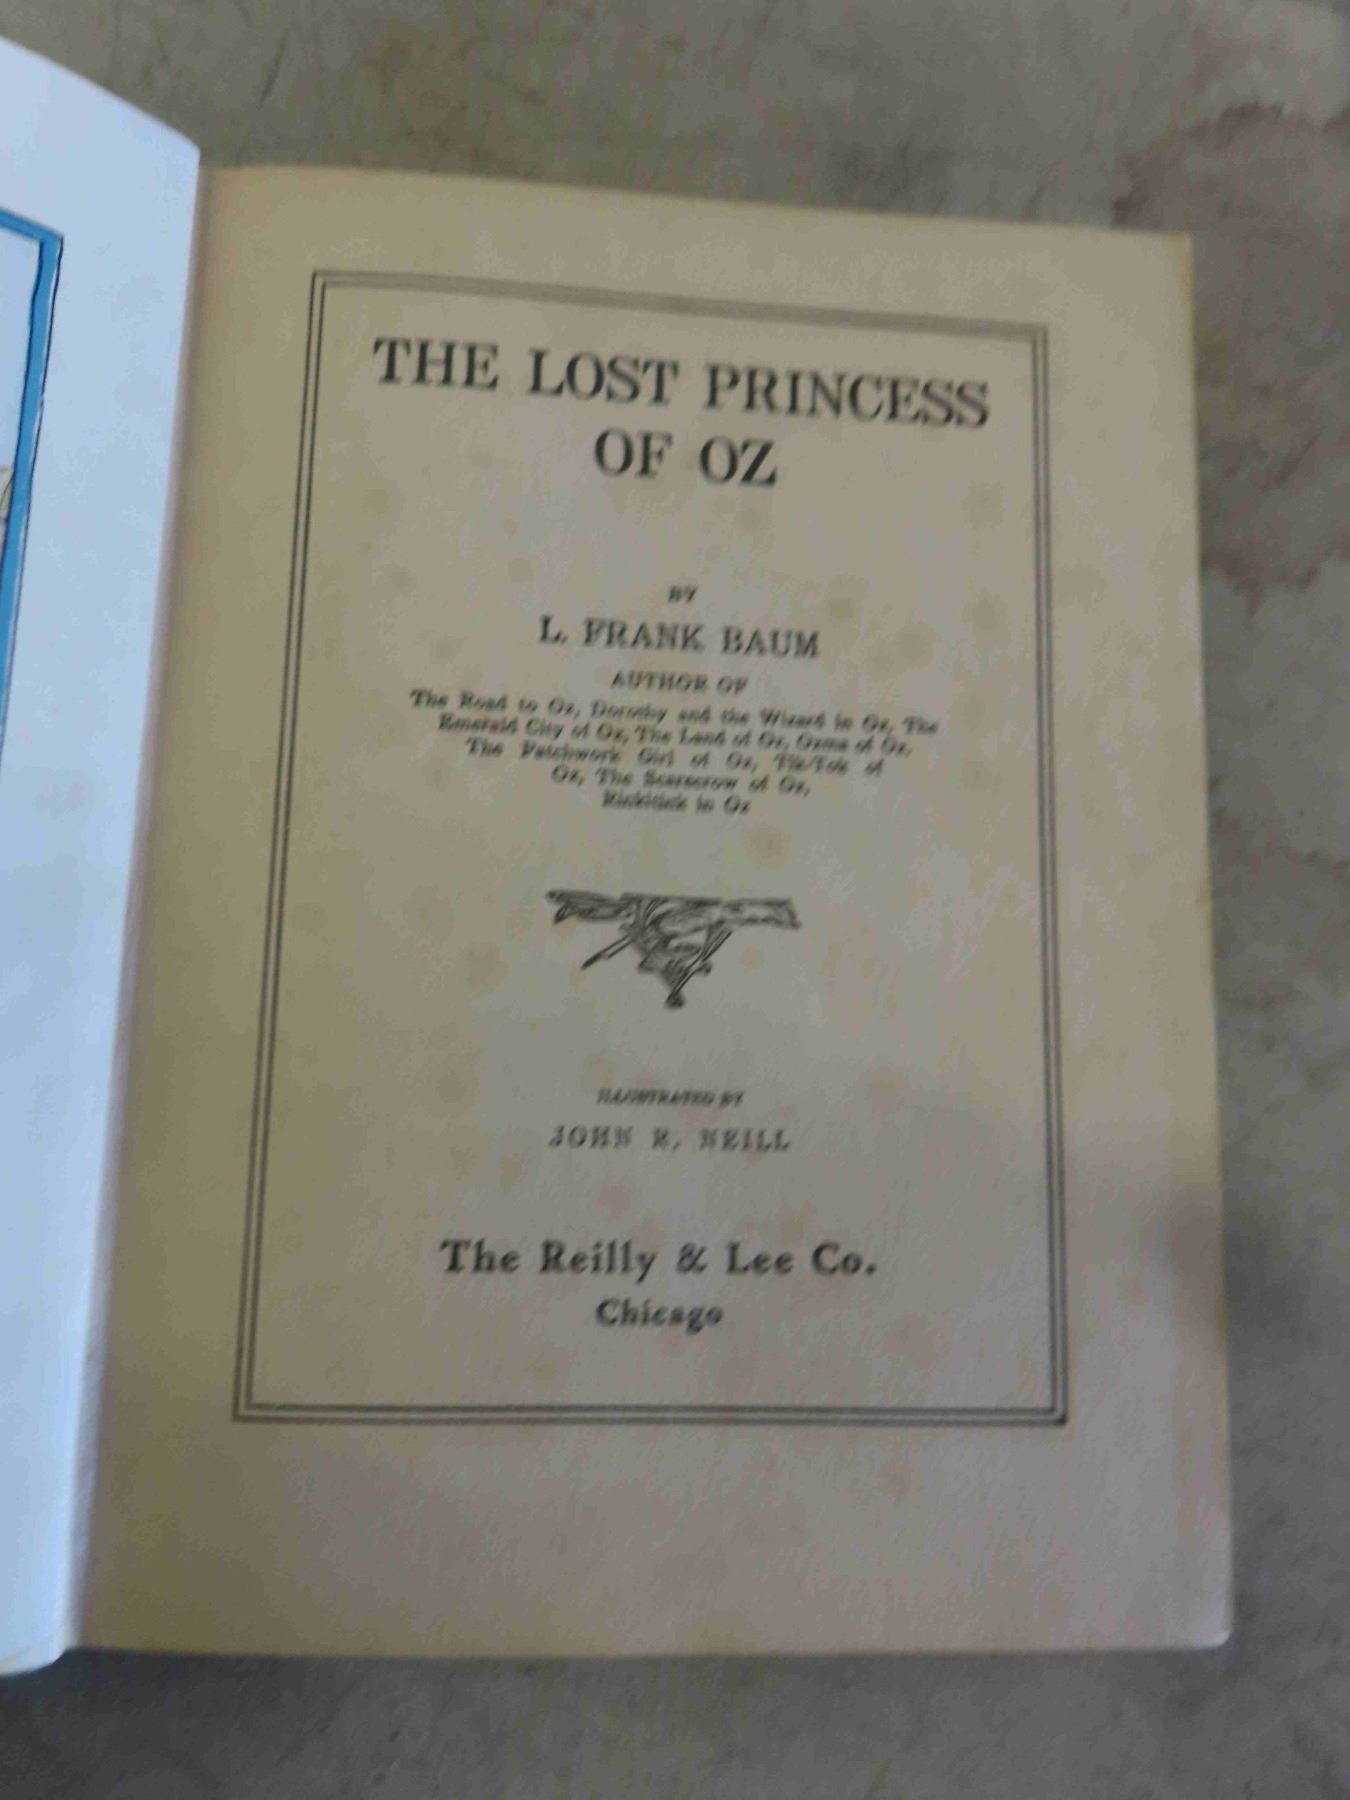 THE LOST PRINCESS
OF OZ
BY
L. FRANK BAUM
AUTHOR OF
The Road to Oz, Dorothy and the Wizard in Oz, The
Emerald City of Oz, The Land of Oz, Ozma of Oz,
The Patchwork Girl of Oz, Tik-Tok of
Oz, The Scarecrow of Oz,
Rinkitink in Oz
ILLUSTRATED BY
JOHN R. NEILL
The Reilly & Lee Co.
Chicago